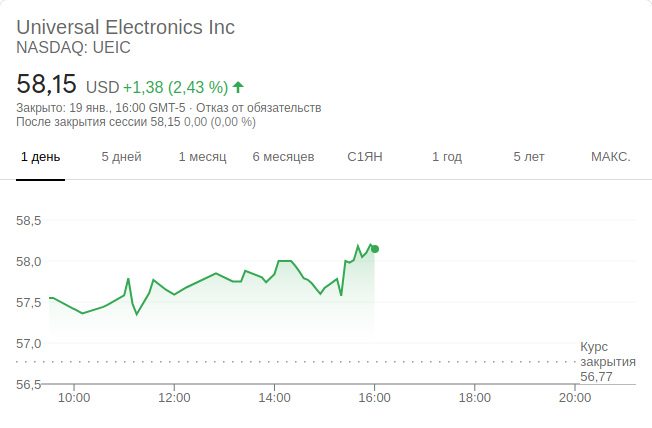 Universal Electronics Inc
NASDAQ: UEIC
58,15 USD +1,38 (2,43 %)
Закрыто: 19 янв., 16:00 GMT-5 · Отказ от обязательств
После закрытия сессии 58,15 0,00 (0,00 %)
1 день 5 дней 1 месяц 6 месяцев С1ЯН 1 год 5 лет МАКС.
58,5
58,0
57,5
57,0
Курс
закрытия
56,77
56,5
10:00 12:00 14:00 16:00 18:00 20:00